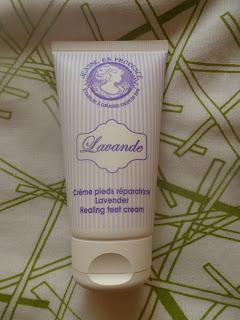 JEANNE EN PROVENCE
Lavande
Crème pieds réparatrice
Lavender
Healing feet cream